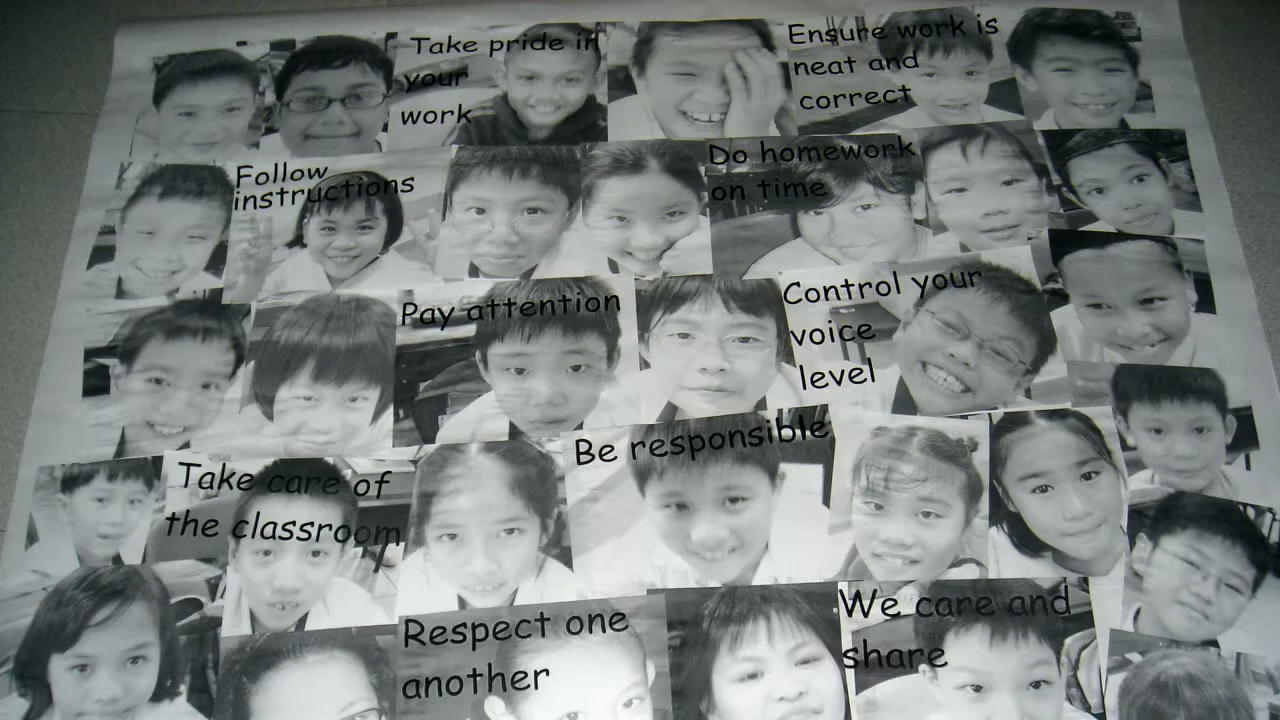 Take pride in
your
work
Ensure work is
neat and
correct
Follow
instructions
Do homework
on time
Pay attention
Control your
voice
level
Be responsible
Take care of
the classroom
Respect one
another
We care and
share